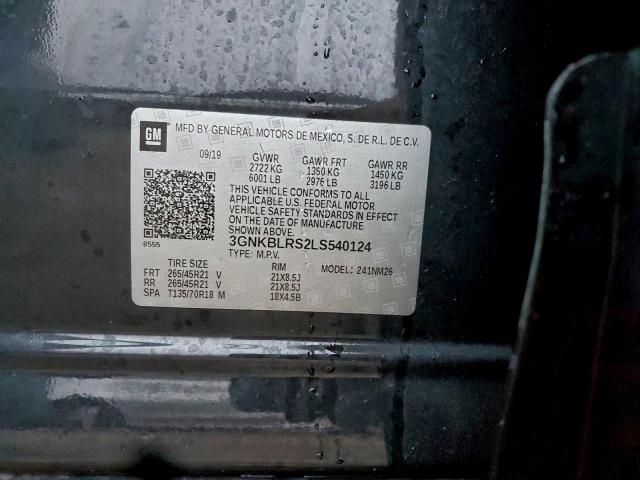 GM MFD BY GENERAL MOTORS DE MEXICO, S. DE R.L. DE C.V.
09/19 GVWR GAWR FRT GAWR RR
2722 KG 1350 KG 1450 KG
6001 LB 2976 LB 3196 LB
THIS VEHICLE CONFORMS TO ALL
APPLICABLE U.S. FEDERAL MOTOR
VEHICLE SAFETY STANDARDS IN EFFECT
ON THE DATE OF MANUFACTURE
SHOWN ABOVE.
8555
3GNKBLRS2LS540124
TYPE: M.P.V.
TIRE SIZE RIM MODEL: 241NM26
FRT 265/45R21 V 21X8.5J
RR 265/45R21 V 21X8.5J
SPA T135/70R18 M 18X4.5B